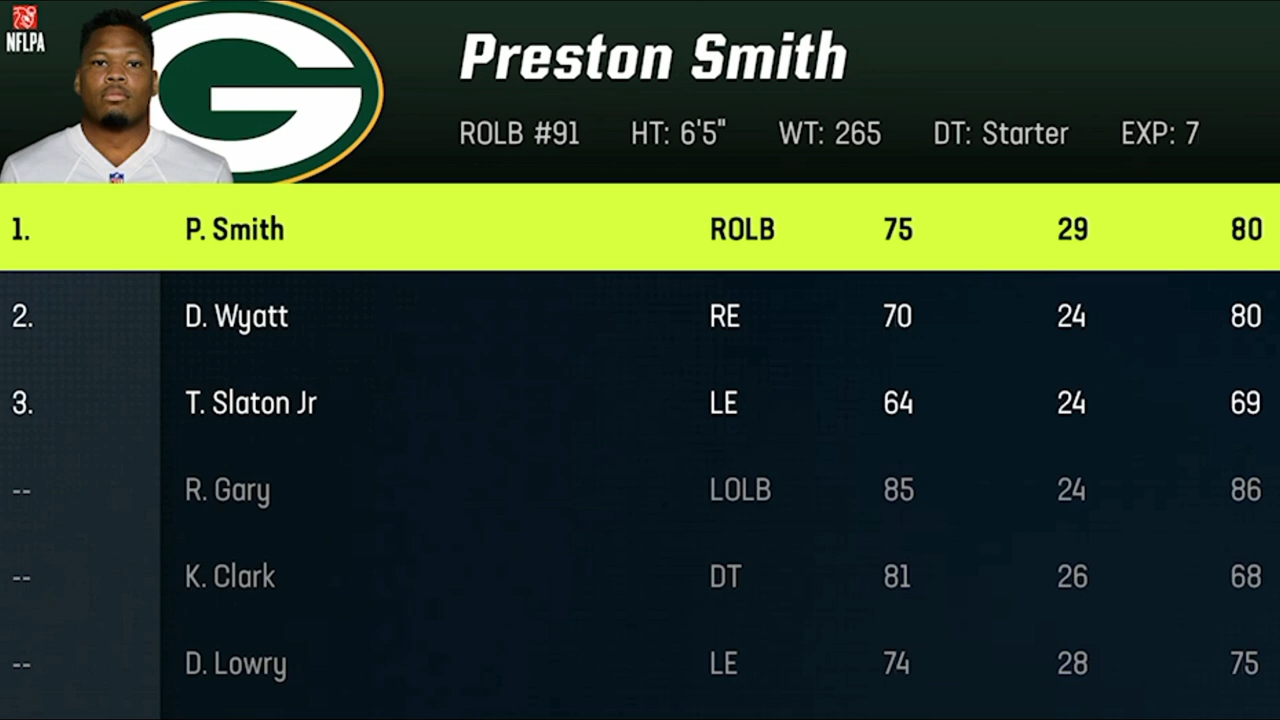 NFLPA
Preston Smith
ROLB #91 HT: 6'5" WT: 265 DT: Starter EXP: 7
1. P. Smith ROLB 75 29 80
2. D. Wyatt RE 70 24 80
3. T. Slaton Jr LE 64 24 69
-- R. Gary LOLB 85 24 86
-- K. Clark DT 81 26 68
-- D. Lowry LE 74 28 75